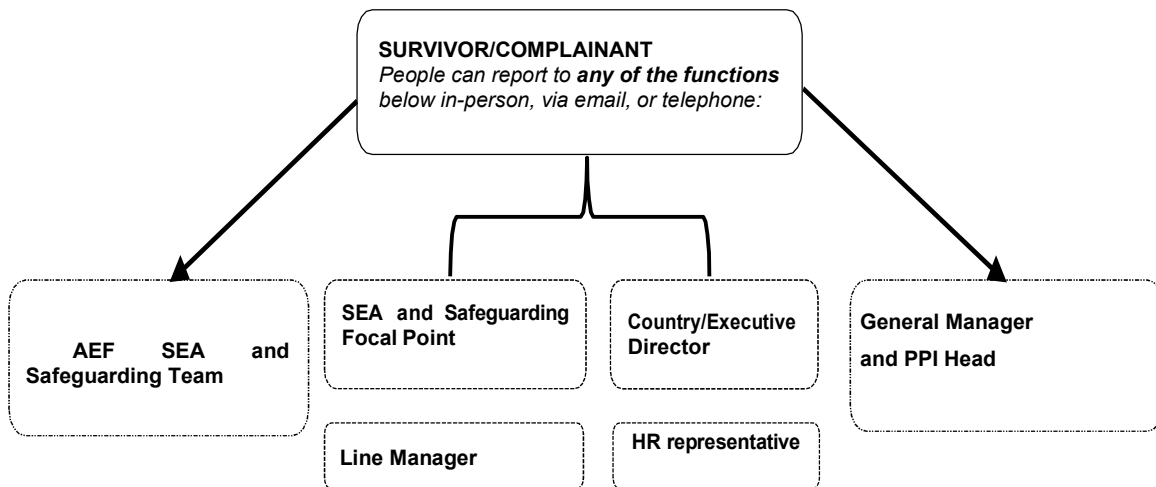 SURVIVOR/COMPLAINANT
People can report to any of the functions
below in-person, via email, or telephone:
AEF SEA and
Safeguarding Team
SEA and Safeguarding
Focal Point
Country/Executive
Director
General Manager
and PPI Head
Line Manager
HR representative